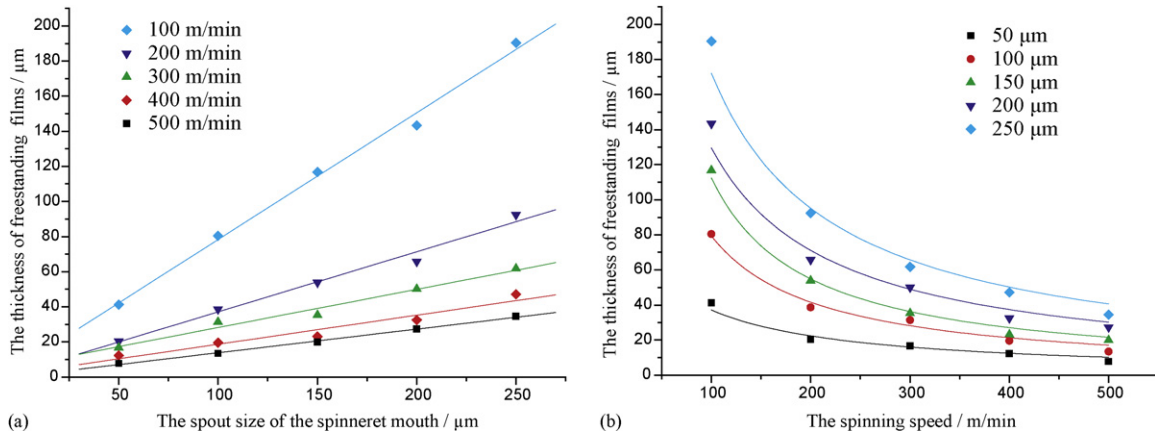 The thickness of freestanding films / μm
200
180
160
140
120
100
80
60
40
20
0
100 m/min
200 m/min
300 m/min
400 m/min
500 m/min
50
100
150
200
250
The spout size of the spinneret mouth / μm
(a)
The thickness of freestanding films / μm
200
180
160
140
120
100
80
60
40
20
0
50 μm
100 μm
150 μm
200 μm
250 μm
100
200
300
400
500
The spinning speed / m/min
(b)